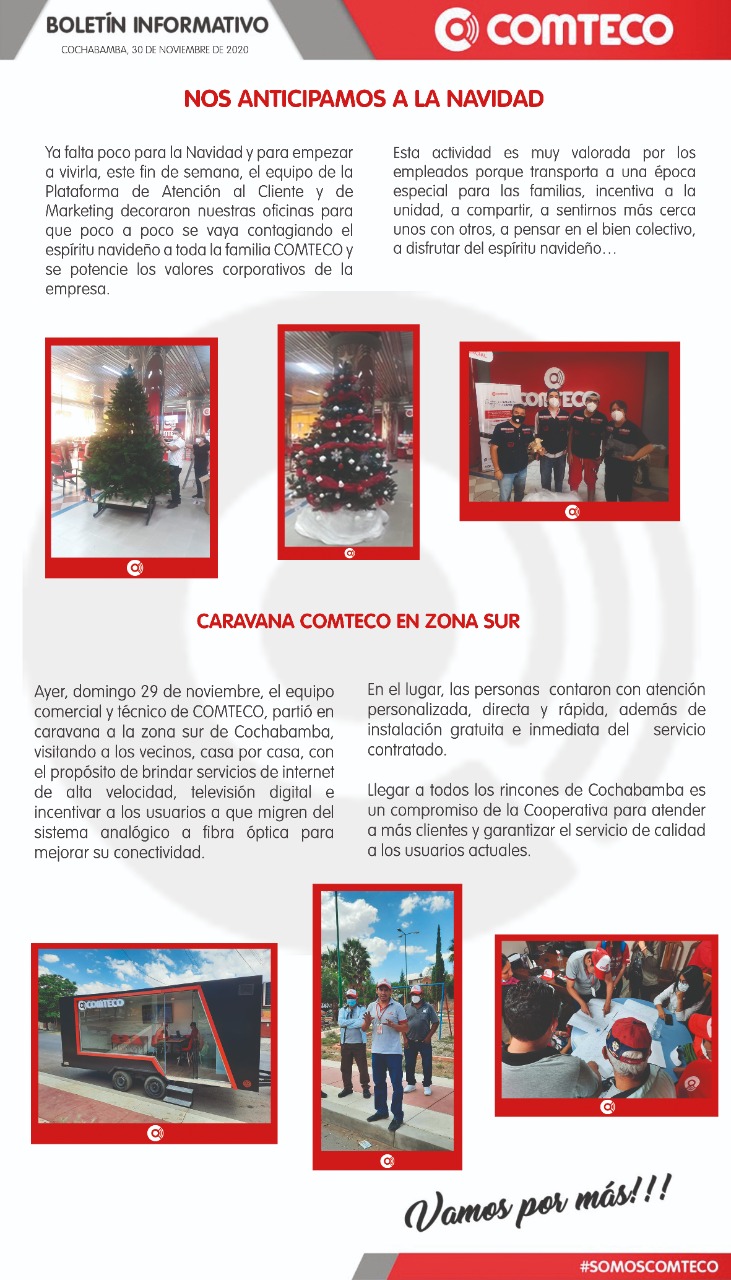 BOLETÍN INFORMATIVO
COCHABAMBA, 30 DE NOVIEMBRE DE 2020
COMTECO
NOS ANTICIPAMOS A LA NAVIDAD
Ya falta poco para la Navidad y para empezar
a vivirla, este fin de semana, el equipo de la
Plataforma de Atención al Cliente y de
Marketing decoraron nuestras oficinas para
que poco a poco se vaya contagiando el
espíritu navideño a toda la familia COMTECO y
se potencie los valores corporativos de la
empresa.
Esta actividad es muy valorada por los
empleados porque transporta a una época
especial para las familias, incentiva a la
unidad, a compartir, a sentirnos más cerca
unos con otros, a pensar en el bien colectivo,
a disfrutar del espíritu navideño…
COMTECO
CARAVANA COMTECO EN ZONA SUR
Ayer, domingo 29 de noviembre, el equipo
comercial y técnico de COMTECO, partió en
caravana a la zona sur de Cochabamba,
visitando a los vecinos, casa por casa, con
el propósito de brindar servicios de internet
de alta velocidad, televisión digital e
incentivar a los usuarios a que migren del
sistema analógico a fibra óptica para
mejorar su conectividad.
En el lugar, las personas contaron con atención
personalizada, directa y rápida, además de
instalación gratuita e inmediata del servicio
contratado.
Llegar a todos los rincones de Cochabamba es
un compromiso de la Cooperativa para atender
a más clientes y garantizar el servicio de calidad
a los usuarios actuales.
COMTECO
Vamos por más!!!
#SOMOSCOMTECO